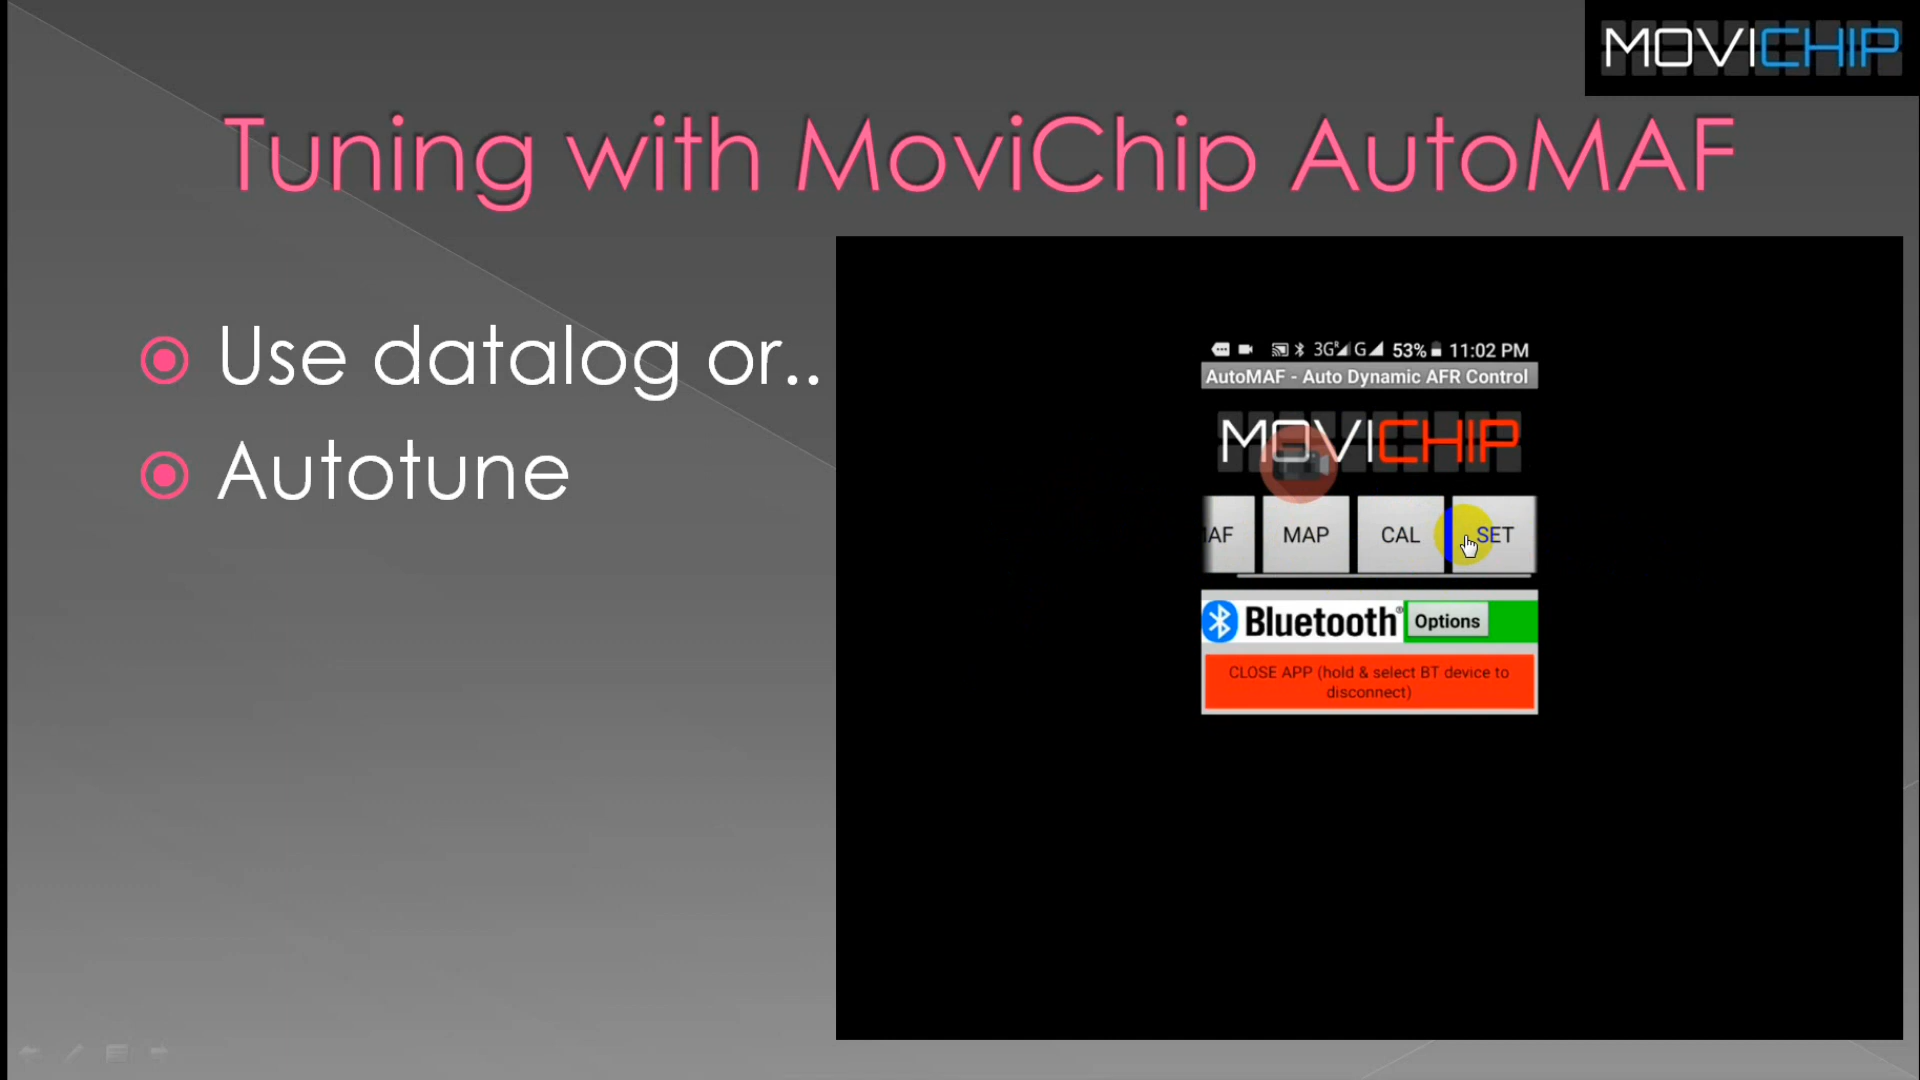 MOVICHIP
Tuning with MoviChip AutoMAF
Use datalog or..
Autotune
3G R G 53% 11:02 PM
AutoMAF - Auto Dynamic AFR Control
MOVICHIP
AF MAP CAL SET
Bluetooth® Options
CLOSE APP (hold & select BT device to
disconnect)